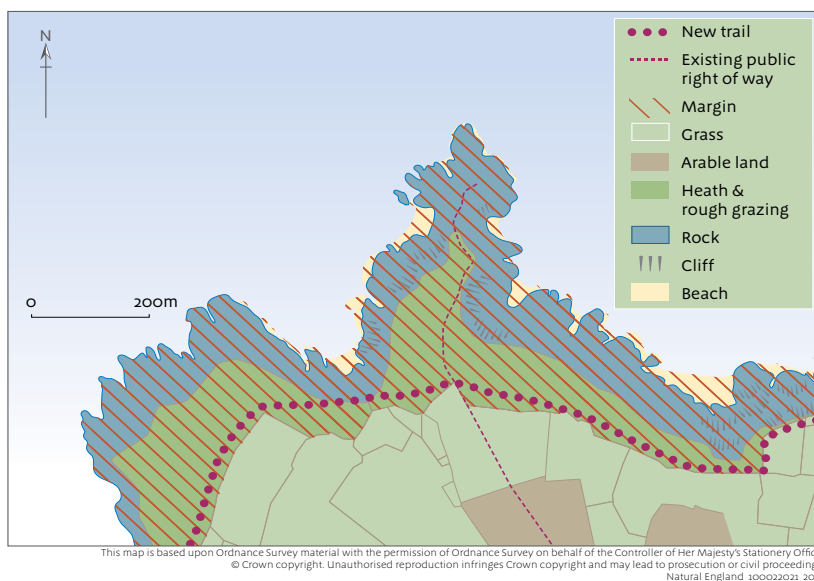 N
New trail
Existing public
right of way
Margin
Grass
Arable land
Heath &
rough grazing
Rock
Cliff
Beach
0 200m
This map is based upon Ordnance Survey material with the permission of Ordnance Survey on behalf of the Controller of Her Majesty's Stationery
© Crown copyright. Unauthorised reproduction infringes Crown copyright and may lead to prosecution or civil
Natural England 100022021